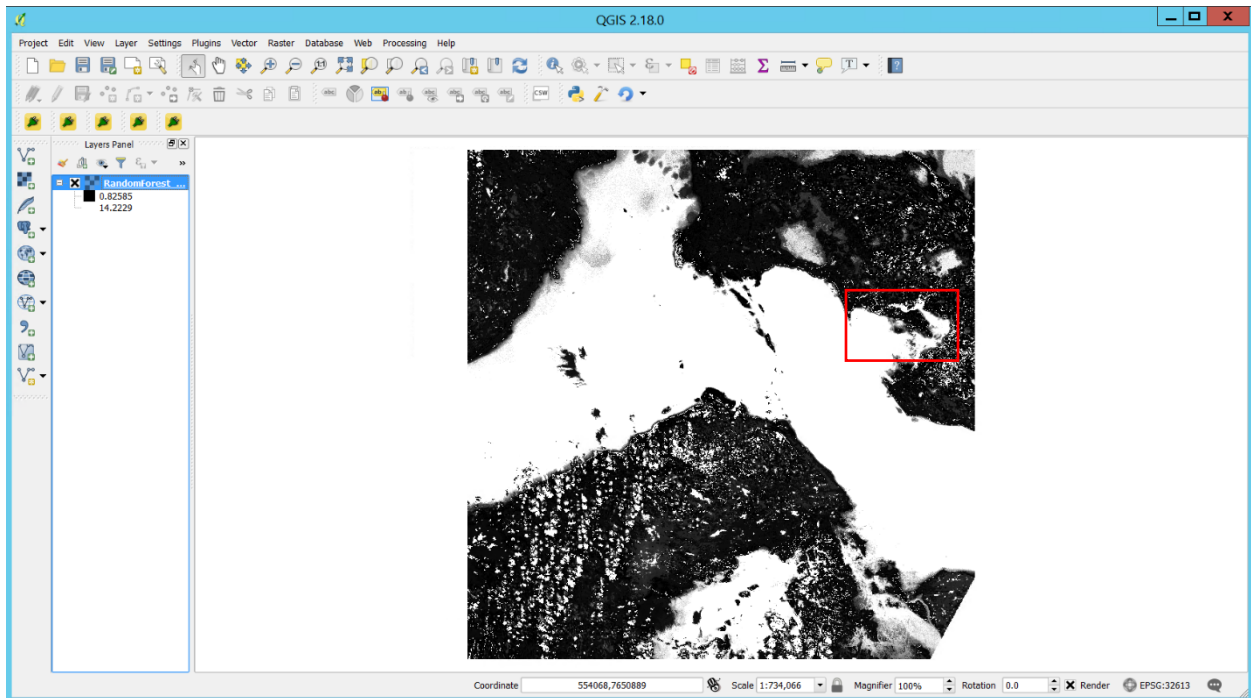 QGIS 2.18.0
Project Edit View Layer Settings Plugins Vector Raster Database Web Processing Help
Layers Panel
RandomForest_...
0.82585
14.2229
Coordinate 554068,7650889 Scale 1:734,066 Magnifier 100% Rotation 0.0 Render EPSG:32613